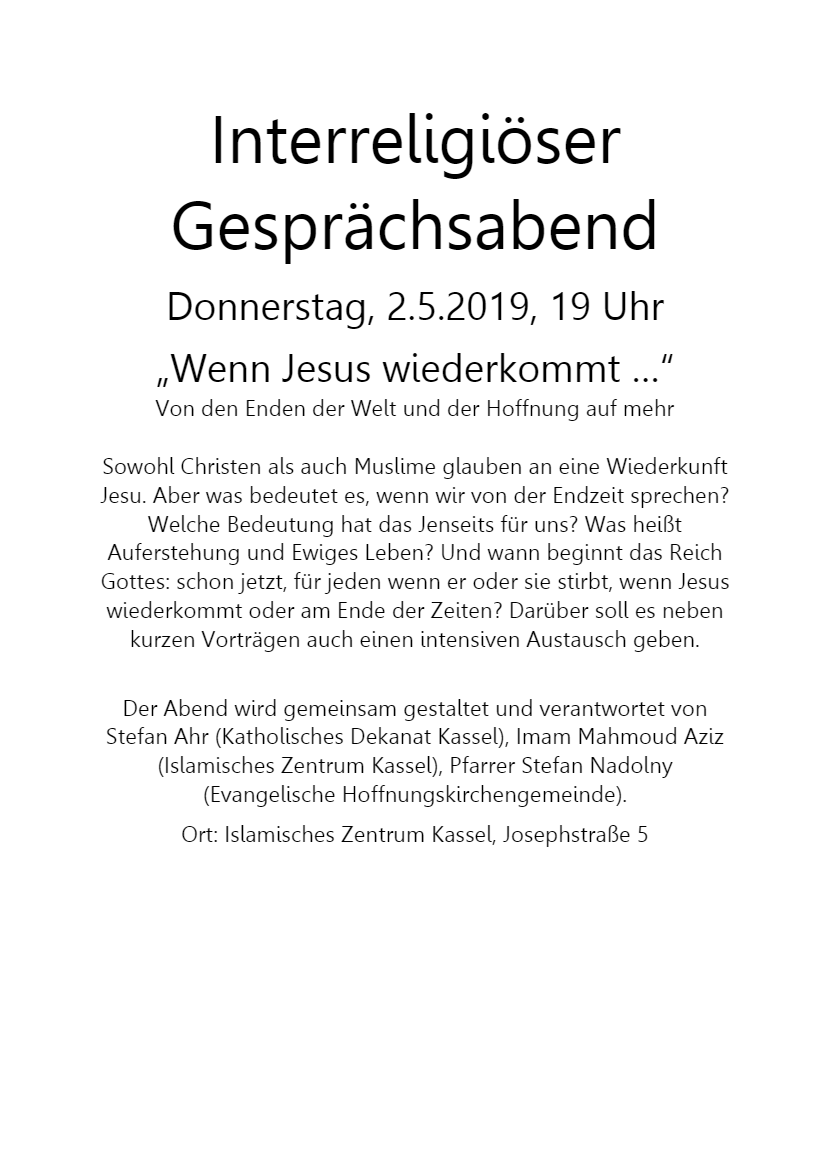 Interreligiöser
Gesprächsabend
Donnerstag, 2.5.2019, 19 Uhr
„Wenn Jesus wiederkommt …“
Von den Enden der Welt und der Hoffnung auf mehr
Sowohl Christen als auch Muslime glauben an eine Wiederkunft
Jesu. Aber was bedeutet es, wenn wir von der Endzeit sprechen?
Welche Bedeutung hat das Jenseits für uns? Was heißt
Auferstehung und Ewiges Leben? Und wann beginnt das Reich
Gottes: schon jetzt, für jeden wenn er oder sie stirbt, wenn Jesus
wiederkommt oder am Ende der Zeiten? Darüber soll es neben
kurzen Vorträgen auch einen intensiven Austausch geben.
Der Abend wird gemeinsam gestaltet und verantwortet von
Stefan Ahr (Katholisches Dekanat Kassel), Imam Mahmoud Aziz
(Islamisches Zentrum Kassel), Pfarrer Stefan Nadolny
(Evangelische Hoffnungskirchengemeinde).
Ort: Islamisches Zentrum Kassel, Josephstraße 5